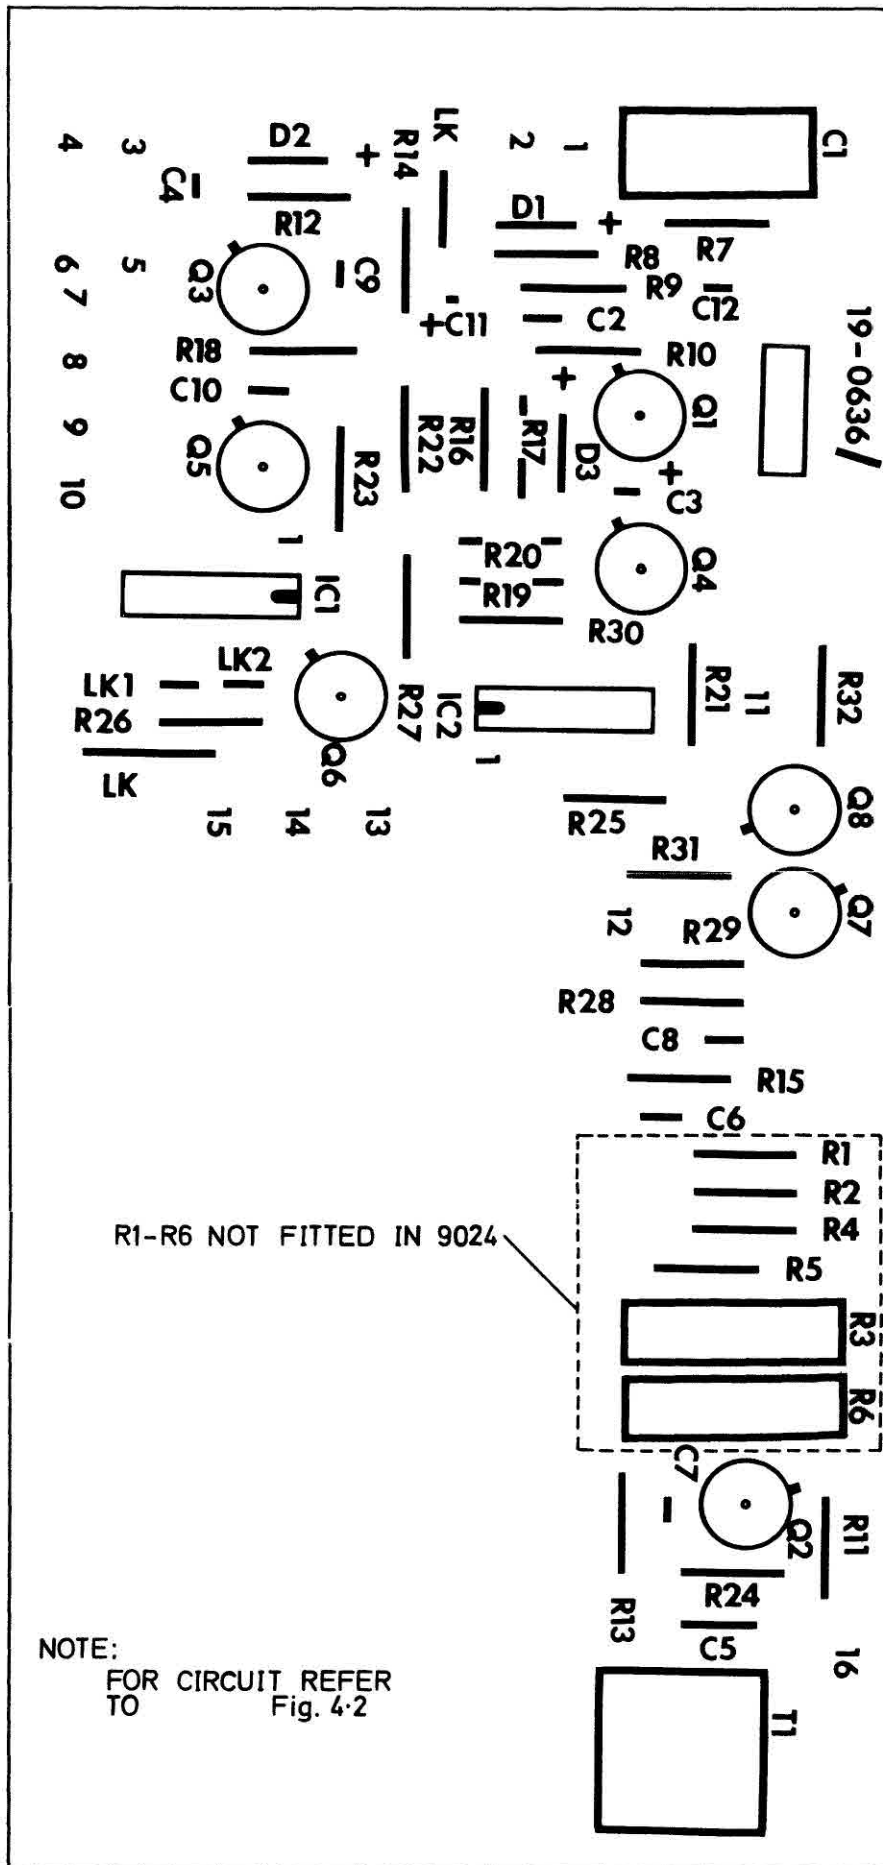 C1
LK
D2
+
R14
2
1
3
4
C4
R12
D1
+
R7
R8
6
5
Q3
C9
R9
C12
7
+C11
C2
19-0636/
R18
8
R10
+
C10
Q1
9
Q5
R23
R22
R16
R17
D3
+
C3
10
1
R20
Q4
IC1
R19
R30
LK2
LK1
R26
Q6
R27
IC2
R21
11
R32
LK
1
15
14
13
R25
Q8
R31
12
R29
Q7
R28
C8
R15
C6
R1
R2
R1-R6 NOT FITTED IN 9024
R4
R5
R3
R6
C7
Q2
R11
R24
R13
C5
16
NOTE:
FOR CIRCUIT REFER
TO Fig. 4·2
T1